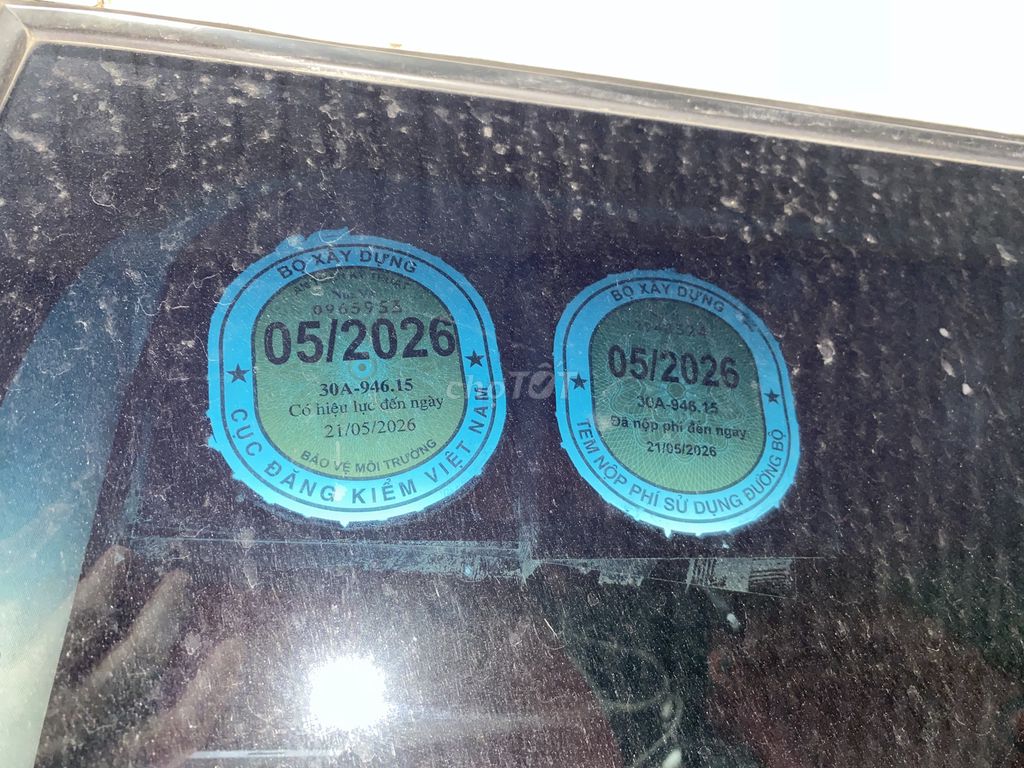 BỘ XÂY DỰNG
0965953
05/2026
30A-946.15
Có hiệu lực đến ngày
21/05/2026
BẢO VỆ MÔI TRƯỜNG
CỤC ĐĂNG KIỂM VIỆT NAM
BỘ XÂY DỰNG
05/2026
30A-946.15
Đã nộp phí đến ngày
21/05/2026
TEM NỘP PHÍ SỬ DỤNG ĐƯỜNG BỘ
choTỐT